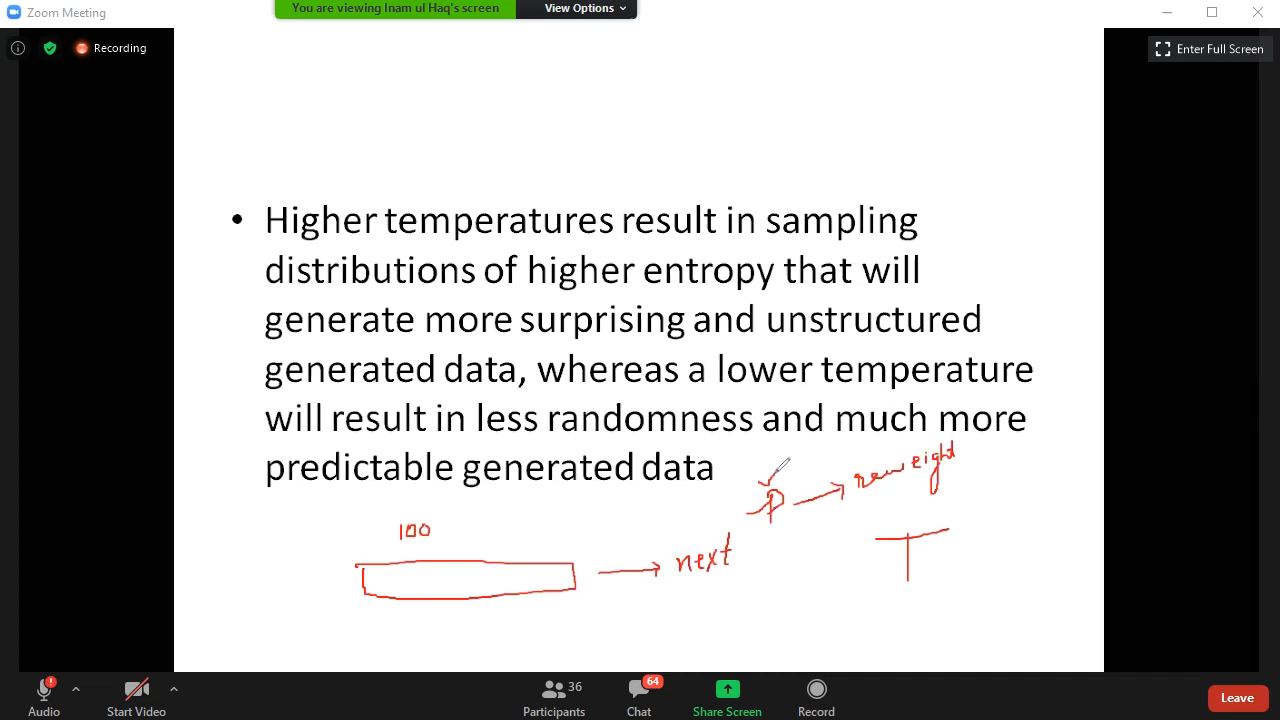 Zoom Meeting
You are viewing Inam ul Haq's screen
View Options
Recording
Enter Full Screen
• Higher temperatures result in sampling
distributions of higher entropy that will
generate more surprising and unstructured
generated data, whereas a lower temperature
will result in less randomness and much more
predictable generated data
P → reweight
100
→ next
T
36
64
Audio
Start Video
Participants
Chat
Share Screen
Record
Leave